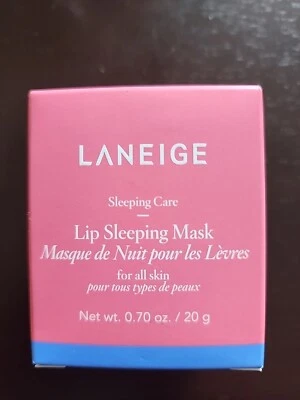 LANEIGE
Sleeping Care
Lip Sleeping Mask
Masque de Nuit pour les Lèvres
for all skin
pour tous types de peaux
Net wt. 0.70 oz. / 20 g